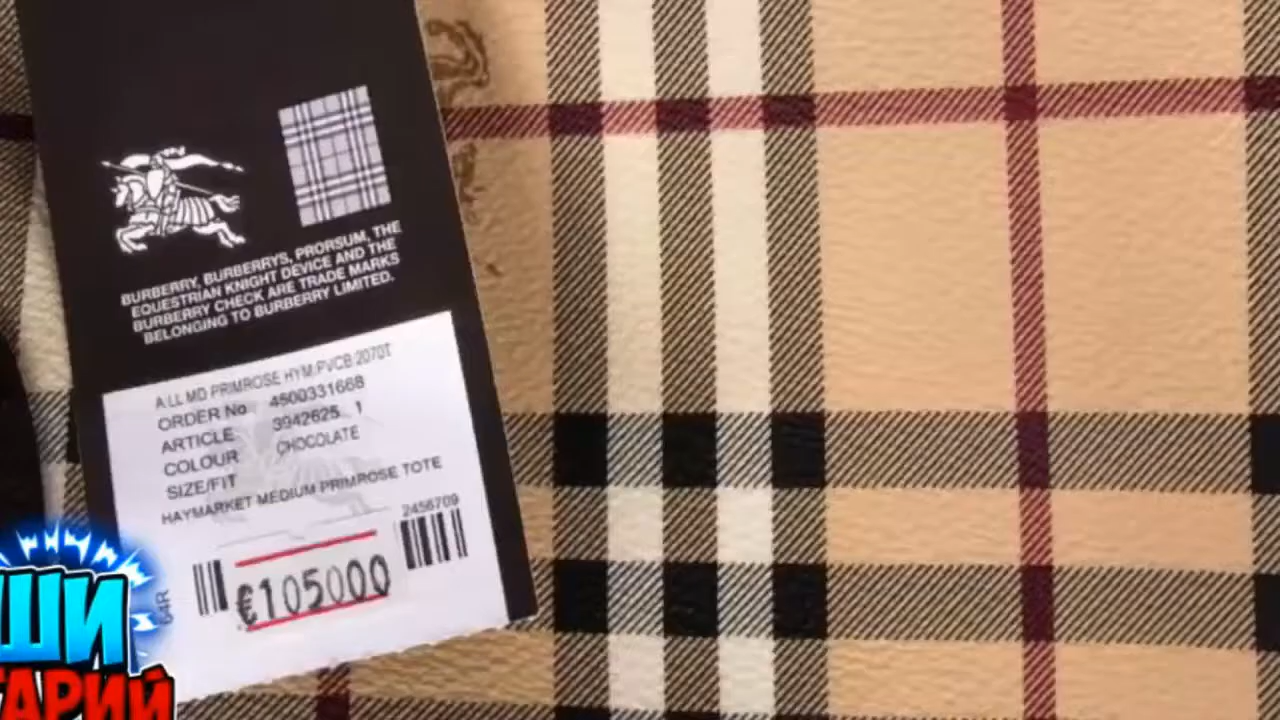 BURBERRY, BURBERRYS, PRORSUM, THE
EQUESTRIAN KNIGHT DEVICE AND THE
BURBERRY CHECK ARE TRADE MARKS
BELONGING TO BURBERRY LIMITED.
A LL MD PRIMROSE HYM:PVCB:2070T
ORDER No 4500331668
ARTICLE 3942625 1
COLOUR CHOCOLATE
SIZE/FIT
HAYMARKET MEDIUM PRIMROSE TOTE
2456709
€105000
64R
ШИ
ТАРИЙ